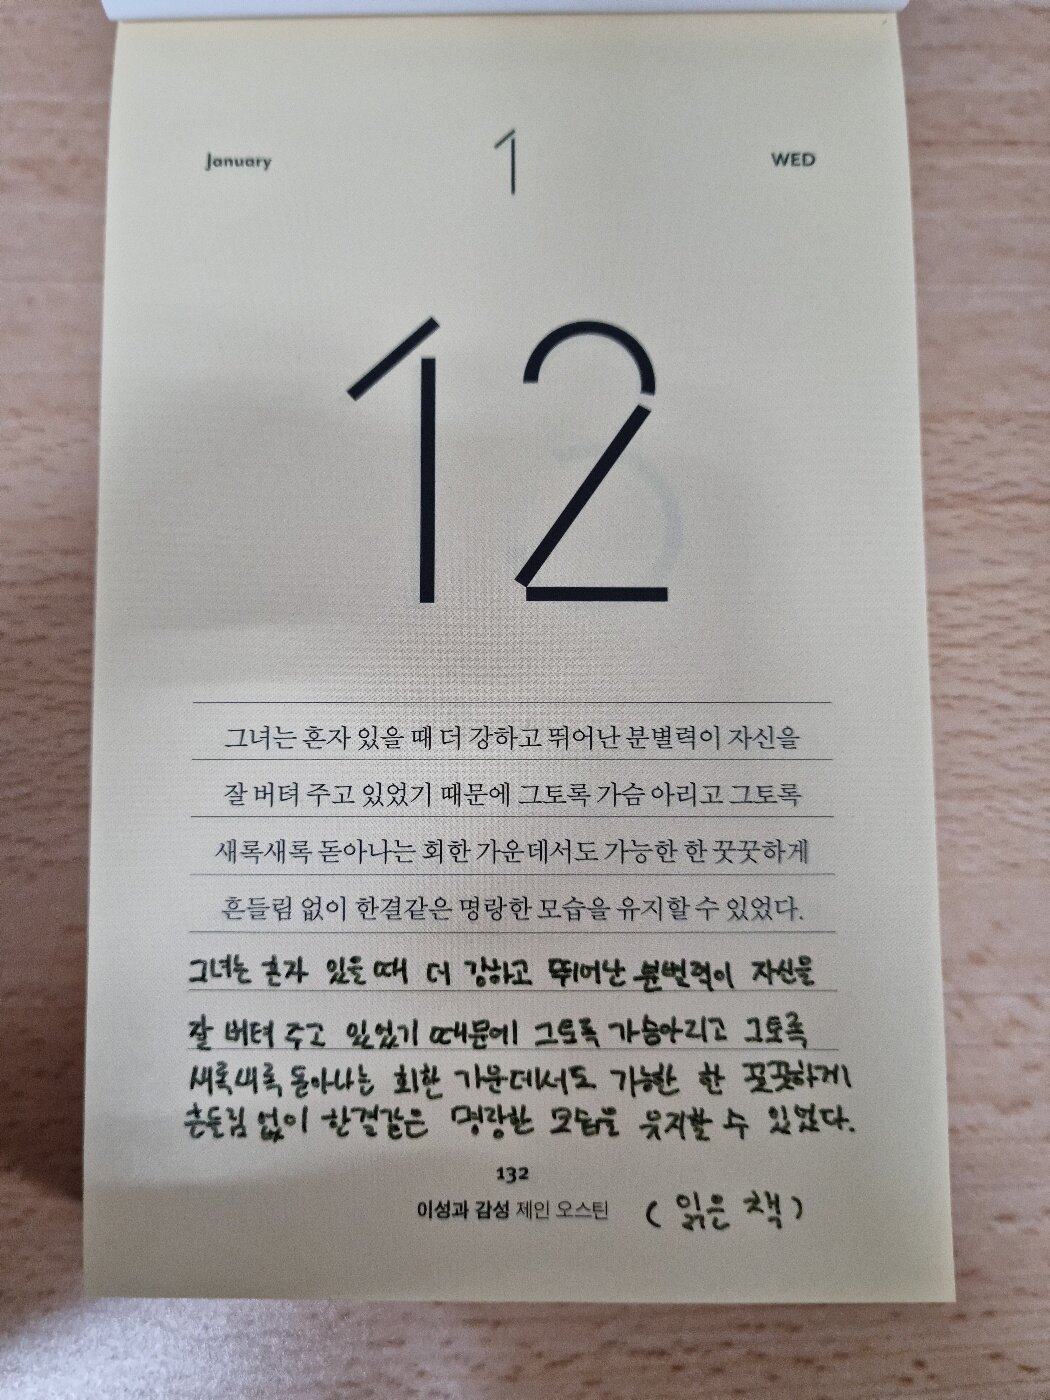 January 1 WED
12
그녀는 혼자 있을 때 더 강하고 뛰어난 분별력이 자신을
잘 버텨 주고 있었기 때문에 그토록 가슴 아리고 그토록
새록새록 돋아나는 회한 가운데서도 가능한 한 꿋꿋하게
흔들림 없이 한결같은 명랑한 모습을 유지할 수 있었다.
그녀는 혼자 있을 때 더 강하고 뛰어난 분별력이 자신을
잘 버텨 주고 있었기 때문에 그토록 가슴아리고 그토록
새록새록 돋아나는 회한 가운데서도 가능한 한 꿋꿋하게
흔들림 없이 한결같은 명랑한 모습을 유지할 수 있었다.
132
이성과 감성 제인 오스틴 (읽은 책)